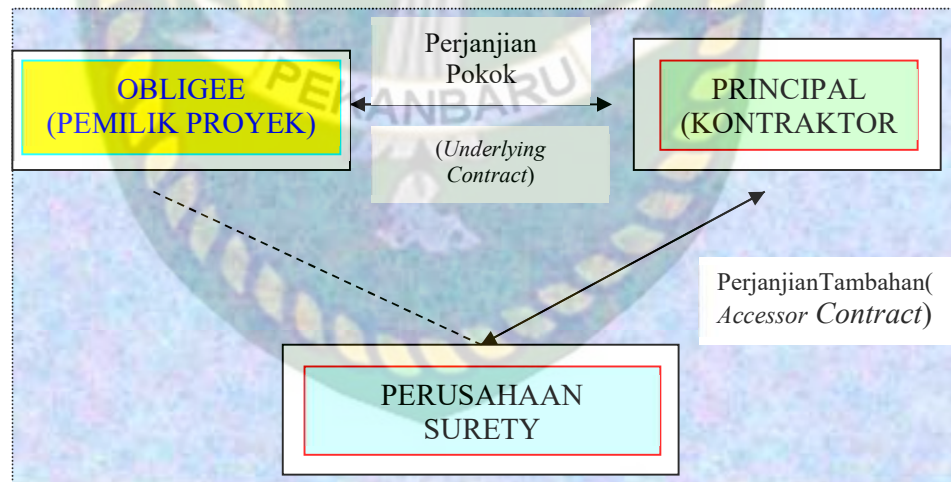 Perjanjian
Pokok
OBLIGEE
(PEMILIK PROYEK)
PRINCIPAL
(KONTRAKTOR
PEKANBARU
(Underlying
Contract)
PerjanjianTambahan(
Accessor Contract)
PERUSAHAAN
SURETY